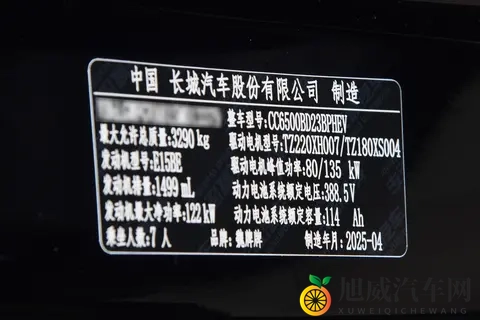 中国 长城汽车股份有限公司 制造
整车型号:CC6500BD23BPHEV
最大允许总质量:3290 kg 驱动电机型号:TZ220XH007/TZ180XS004
发动机型号:E15BE 驱动电机峰值功率:80/135 kW
发动机排量:1499 mL 动力电池系统额定电压:388.5V
发动机最大净功率:122 kW 动力电池系统额定容量:114 Ah
乘坐人数:7 人 品牌:魏牌牌 制造年月:2025-04
旭威汽车网
XUWEIQICHEWANG